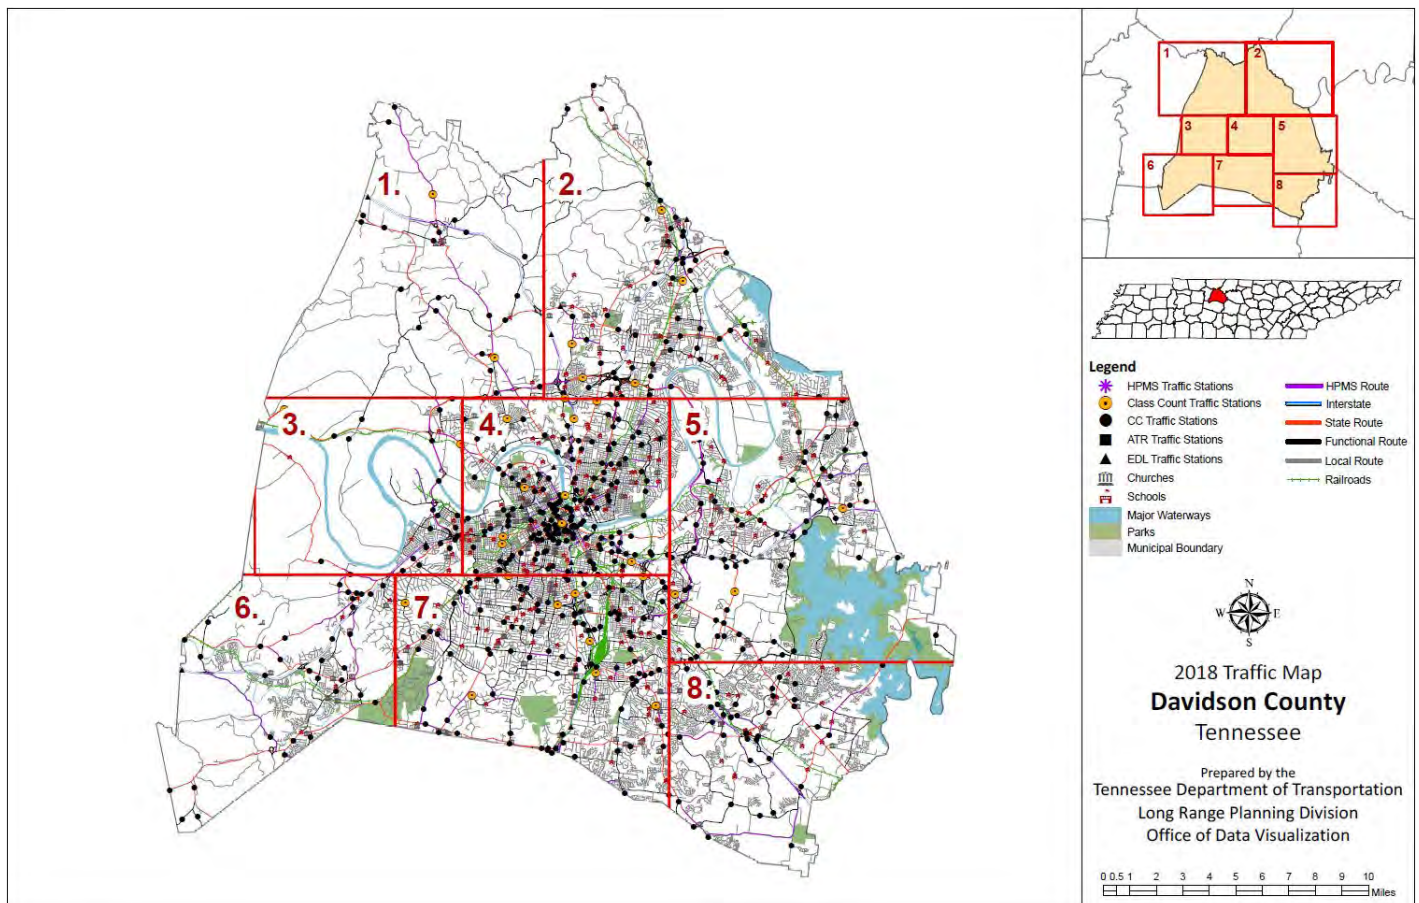 1.
2.
3.
4.
5.
6.
7.
8.
1
2
3
4
5
6
7
8
Legend
HPMS Traffic Stations
Class Count Traffic Stations
CC Traffic Stations
ATR Traffic Stations
EDL Traffic Stations
Churches
Schools
Major Waterways
Parks
Municipal Boundary
HPMS Route
Interstate
State Route
Functional Route
Local Route
Railroads
N
W E
S
2018 Traffic Map
Davidson County
Tennessee
Prepared by the
Tennessee Department of Transportation
Long Range Planning Division
Office of Data Visualization
0 0.5 1 2 3 4 5 6 7 8 9 10
Miles